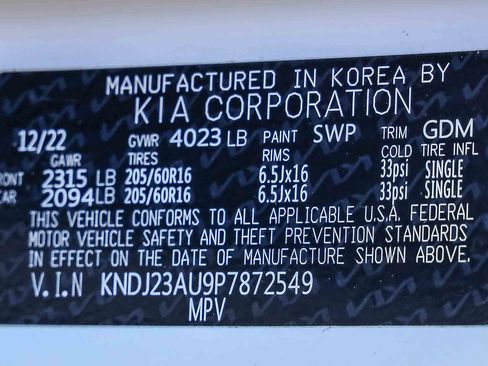 MANUFACTURED IN KOREA BY
KIA CORPORATION
12/22 GVWR 4023 LB PAINT SWP TRIM GDM
GAWR TIRES RIMS COLD TIRE INFL
FRONT 2315 LB 205/60R16 6.5Jx16 33psi SINGLE
EAR 2094 LB 205/60R16 6.5Jx16 33psi SINGLE
THIS VEHICLE CONFORMS TO ALL APPLICABLE U.S.A. FEDERAL
MOTOR VEHICLE SAFETY AND THEFT PREVENTION STANDARDS
IN EFFECT ON THE DATE OF MANUFACTURE SHOWN ABOVE.
V.I.N KNDJ23AU9P7872549
MPV